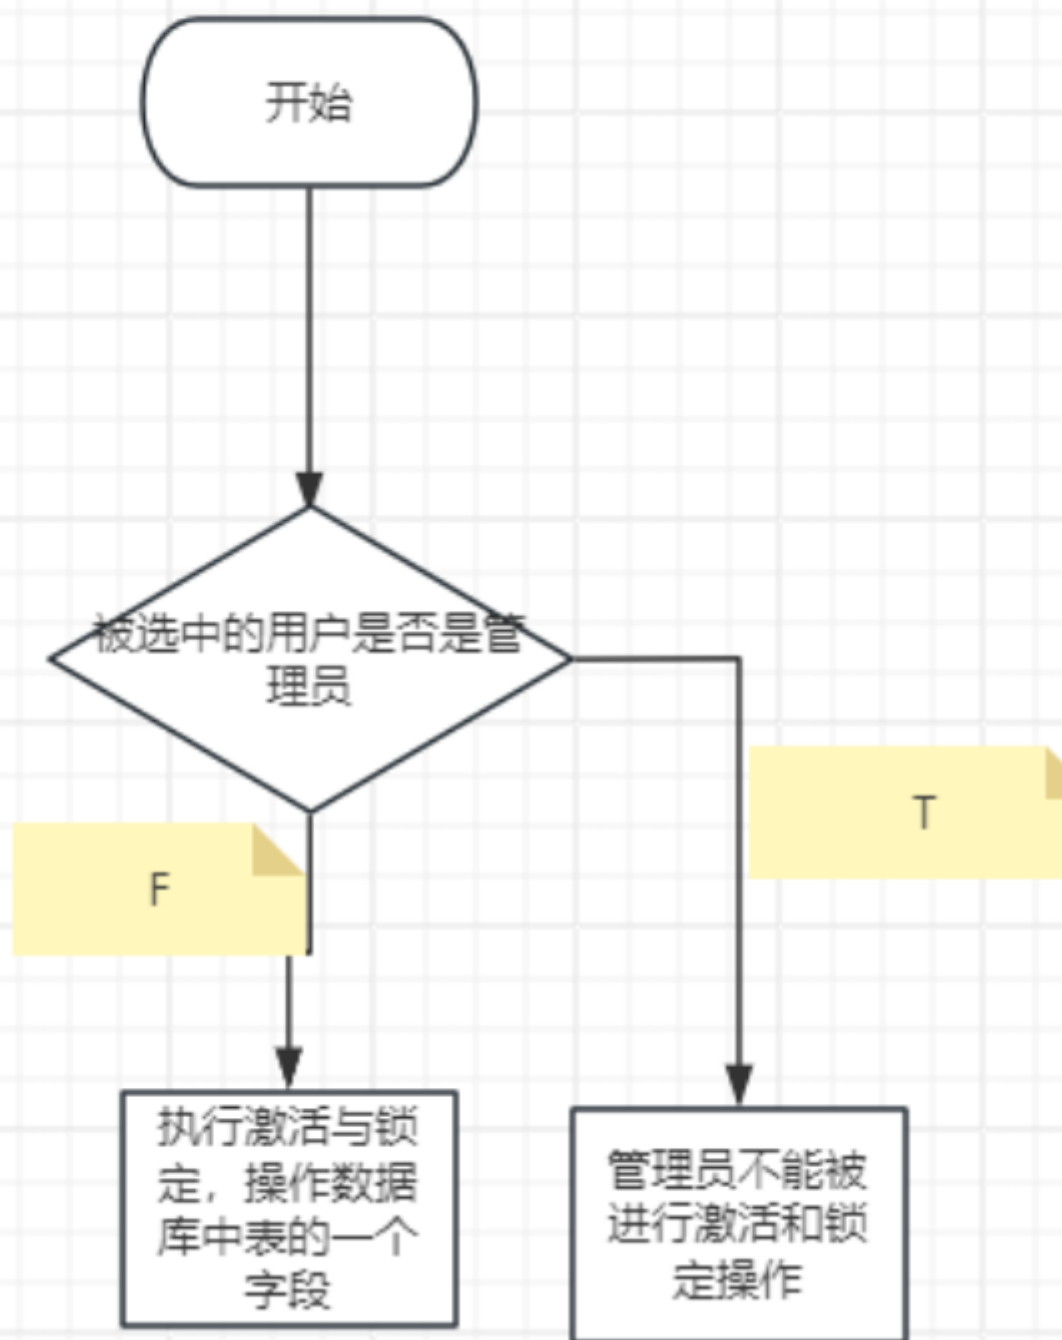 开始
被选中的用户是否是管
理员
T
F
执行激活与锁
定，操作数据
库中表的一个
字段
管理员不能被
进行激活和锁
定操作